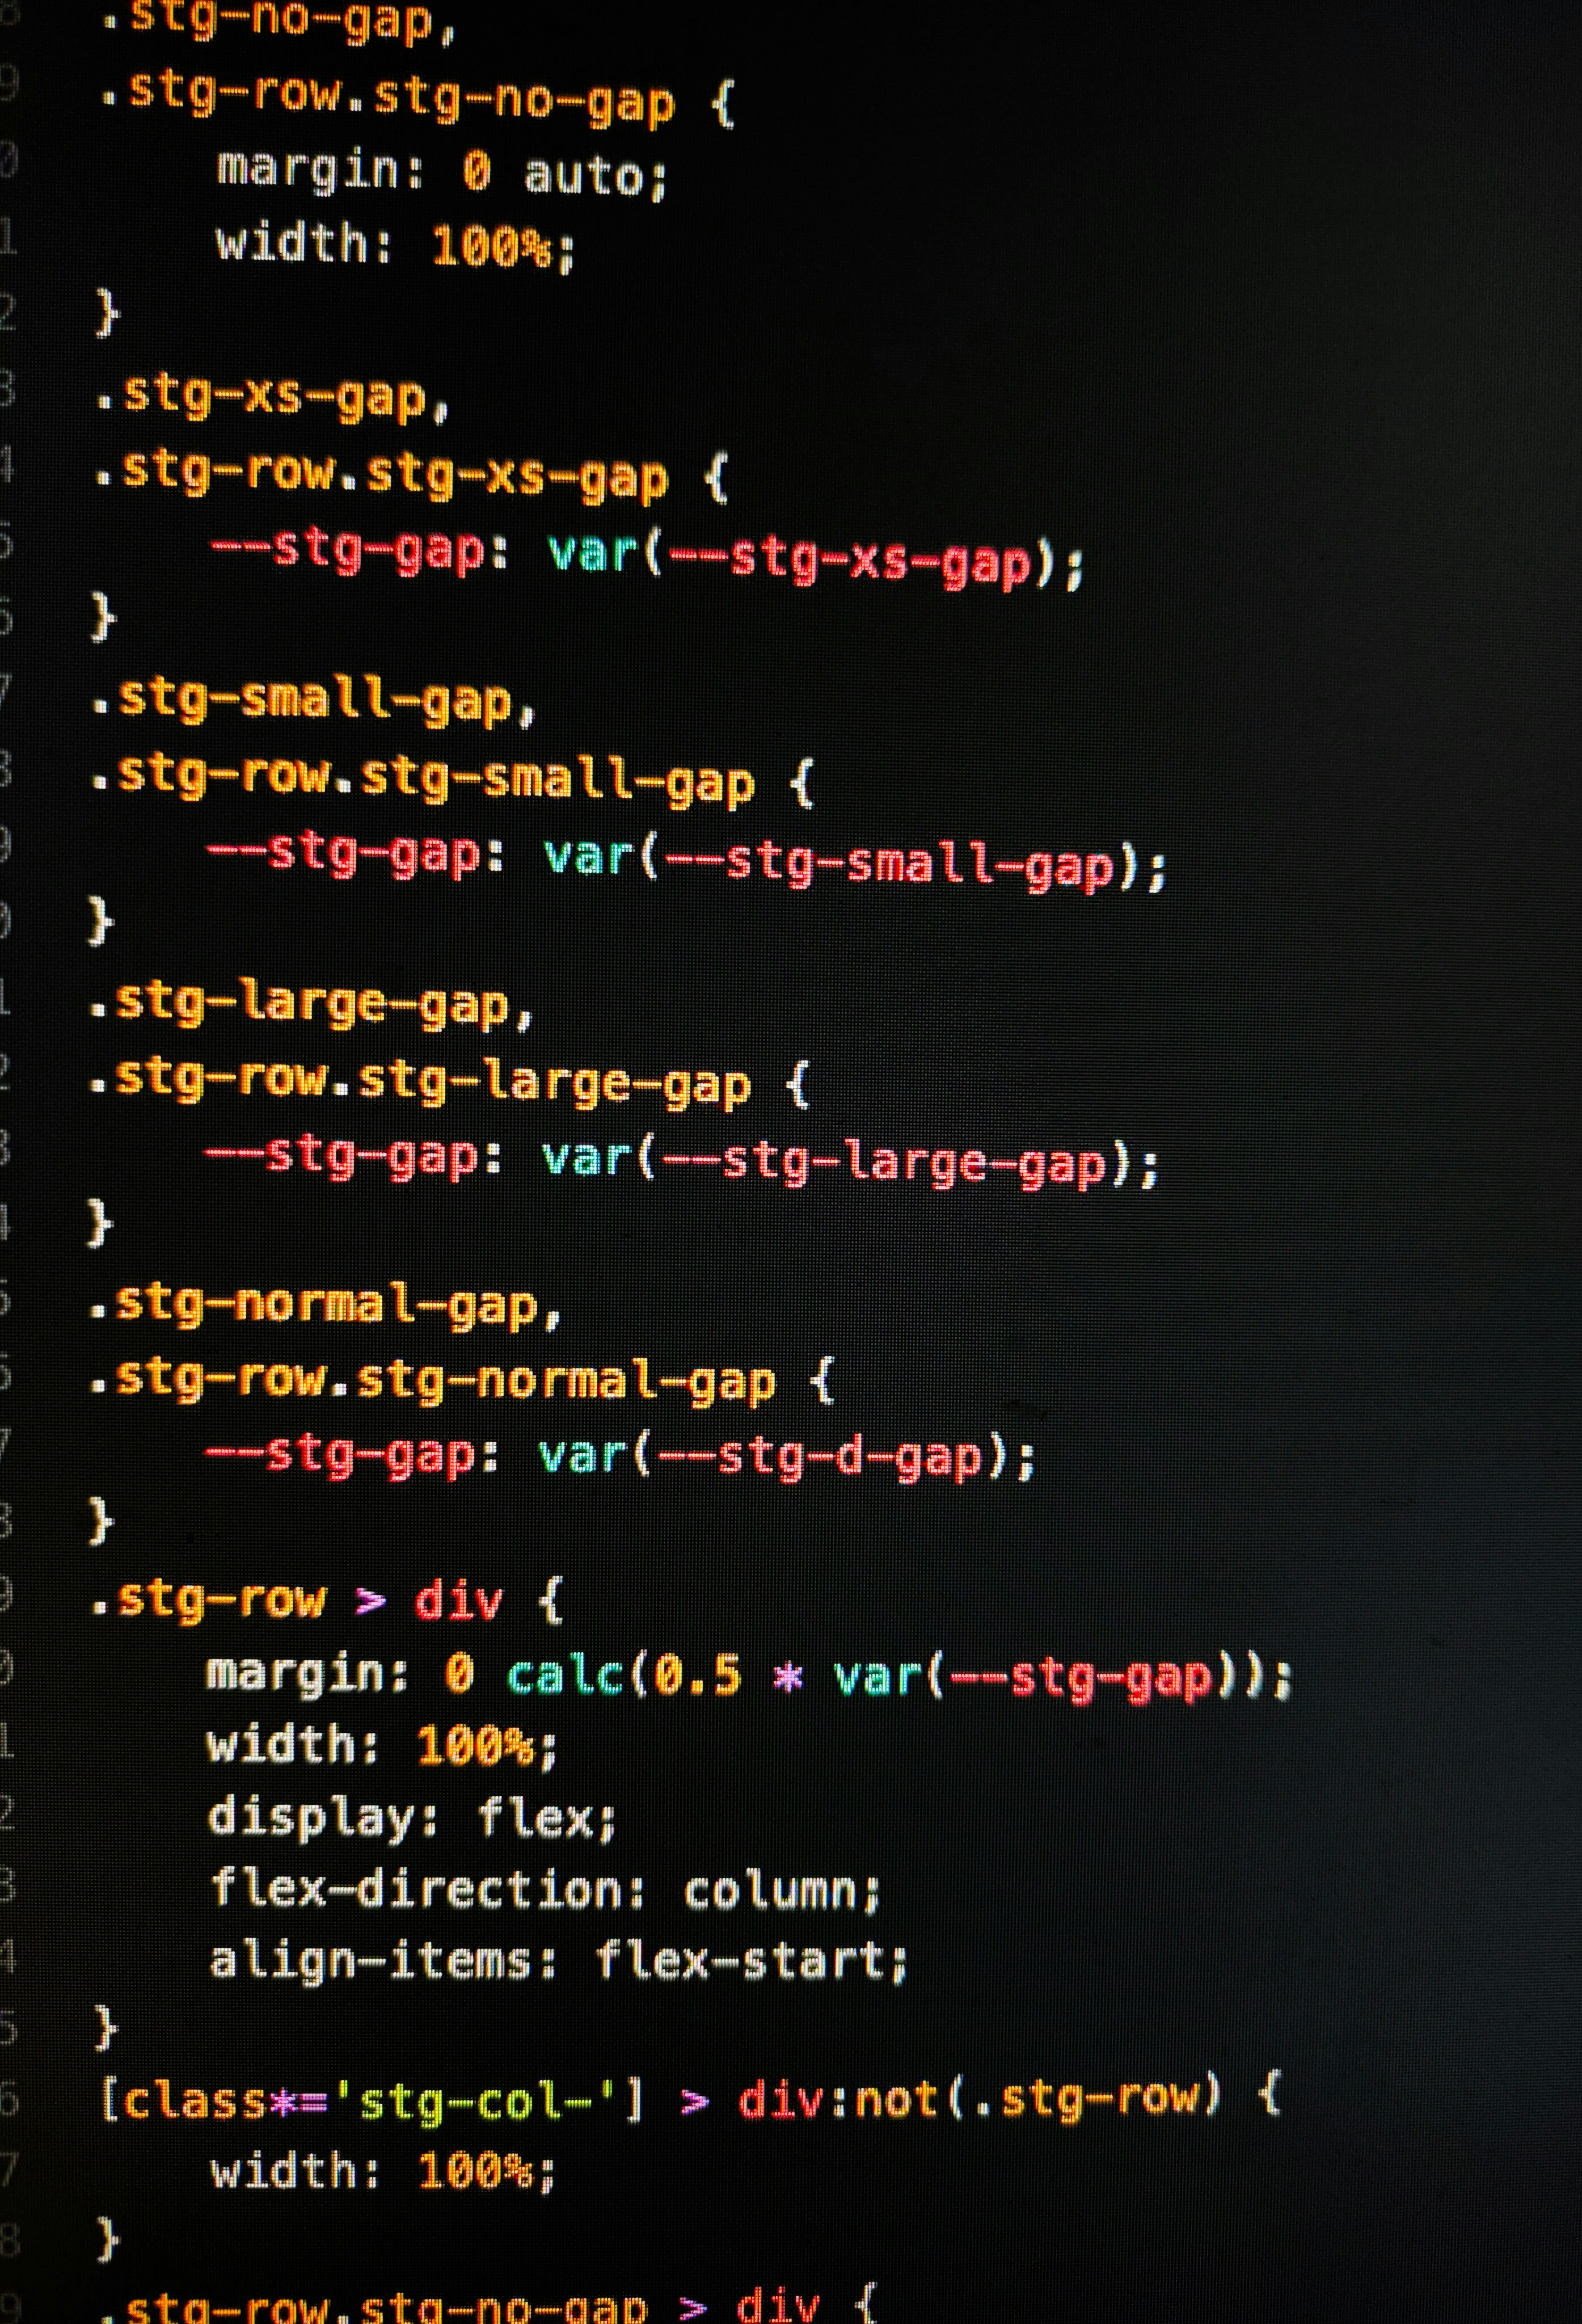 8 .stg-no-gap,
9 .stg-row.stg-no-gap {
0 margin: 0 auto;
1 width: 100%;
2 }
3 .stg-xs-gap,
4 .stg-row.stg-xs-gap {
5 --stg-gap: var(--stg-xs-gap);
6 }
7 .stg-small-gap,
8 .stg-row.stg-small-gap {
9 --stg-gap: var(--stg-small-gap);
0 }
1 .stg-large-gap,
2 .stg-row.stg-large-gap {
3 --stg-gap: var(--stg-large-gap);
4 }
5 .stg-normal-gap,
6 .stg-row.stg-normal-gap {
7 --stg-gap: var(--stg-d-gap);
8 }
9 .stg-row > div {
0 margin: 0 calc(0.5 * var(--stg-gap));
1 width: 100%;
2 display: flex;
3 flex-direction: column;
4 align-items: flex-start;
5 }
6 [class*='stg-col-'] > div:not(.stg-row) {
7 width: 100%;
8 }
9 .stg-row.stg-no-gap > div {